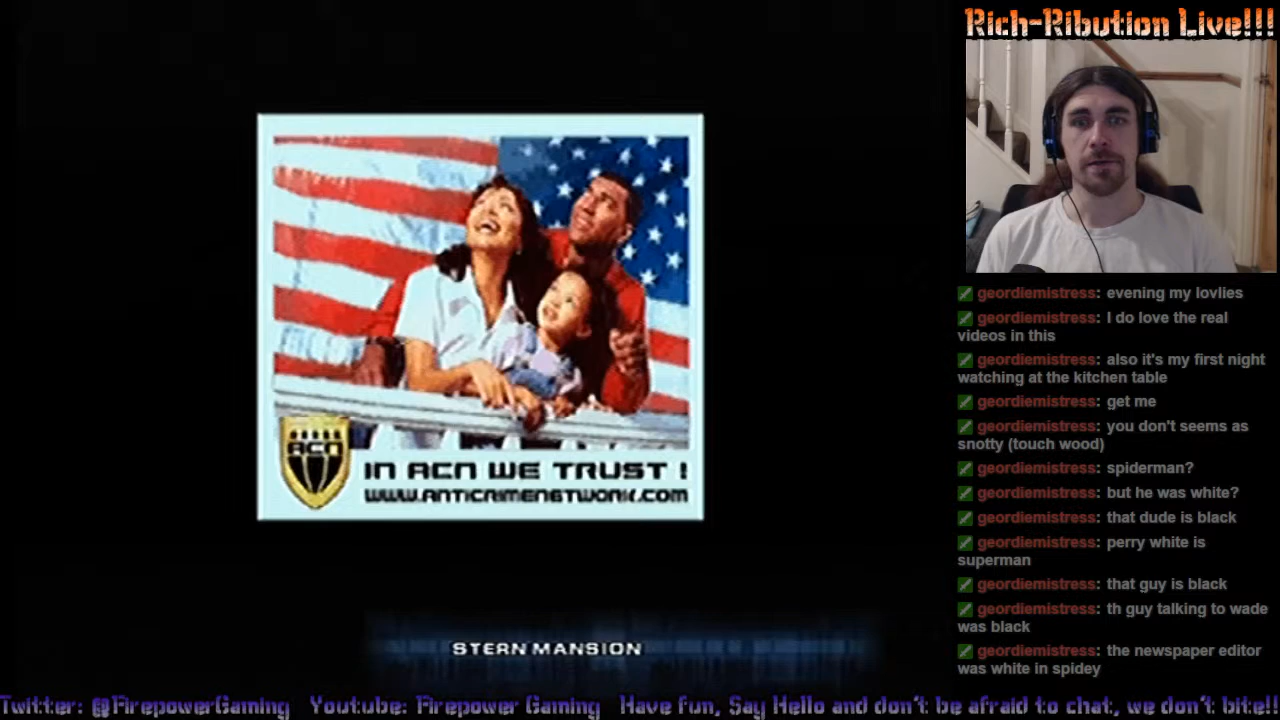 Rich-Ribution Live!!!
geordiemistress: evening my lovlies
geordiemistress: I do love the real
videos in this
geordiemistress: also it's my first night
watching at the kitchen table
geordiemistress: get me
geordiemistress: you don't seems as
snotty (touch wood)
geordiemistress: spiderman?
geordiemistress: but he was white?
geordiemistress: that dude is black
geordiemistress: perry white is
superman
geordiemistress: that guy is black
geordiemistress: th guy talking to wade
was black
geordiemistress: the newspaper editor
was white in spidey
ACN
IN ACN WE TRUST !
WWW.ANTICRIMENETWORK.COM
STERN MANSION
Twitter: @FirepowerGaming Youtube: Firepower Gaming Have fun, Say Hello and don't be afraid to chat, we don't bite!!